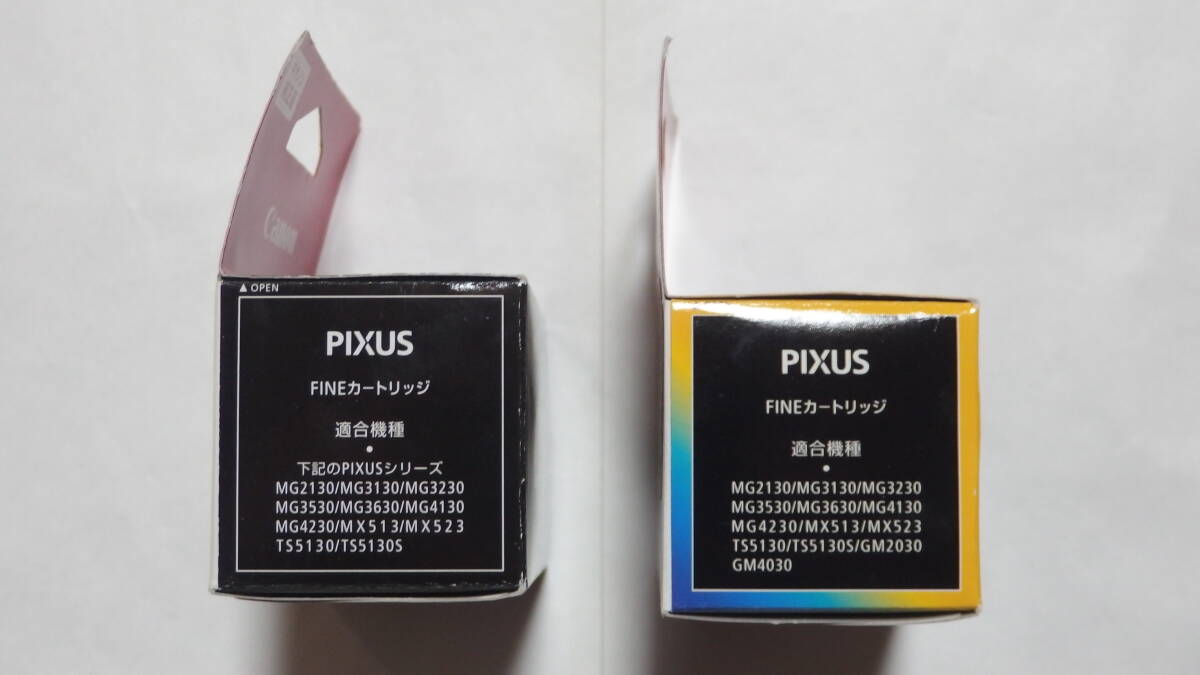 Canon
▲ OPEN
PIXUS
FINEカートリッジ
適合機種
●
下記のPIXUSシリーズ
MG2130/MG3130/MG3230
MG3530/MG3630/MG4130
MG4230/MX513/MX523
TS5130/TS5130S
PIXUS
FINEカートリッジ
適合機種
●
MG2130/MG3130/MG3230
MG3530/MG3630/MG4130
MG4230/MX513/MX523
TS5130/TS5130S/GM2030
GM4030